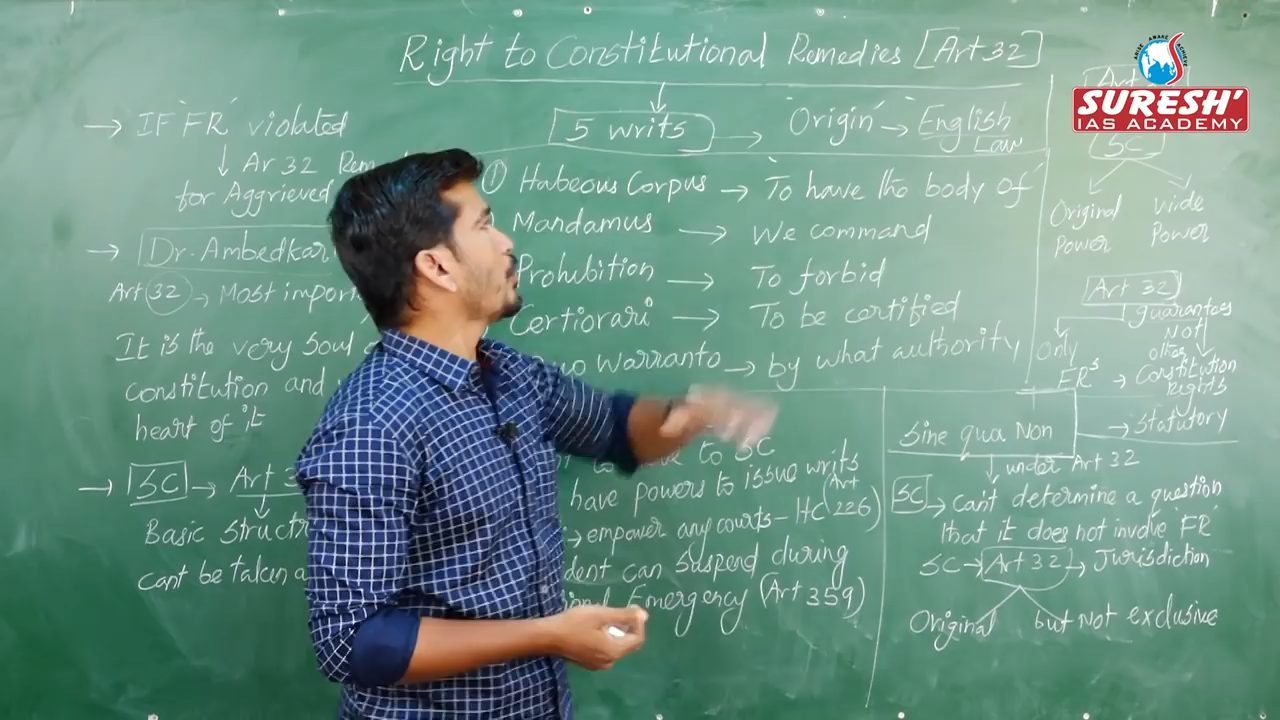 Right to Constitutional Remedies [Art 32]
→ IF 'FR' violated
↓ Ar 32
for Aggrieved
→ Dr. Ambedkar
Art 32 → Most
It is the very soul
constitution and
heart of it
→ SC → Art
Basic
cant be taken
5 writs → 'Origin' → English Law
① Habeous Corpus → To have the body of
Mandamus → We command
Prohibition → To forbid
Certiorari → To be certified
Warranto → by what authority
to SC
have powers to issue writs
→ empower any courts - HC (Art 226)
can suspend during
Emergency (Art 359)
SC
Original Power
wide Power
Art 32
guarantees
Only FRs
Not other
→ Constitution Rights
→ Statutory
Sine qua Non
↓ under Art 32
SC → Cant determine a question
that it does not involve 'FR'
SC → Art 32 → Jurisdiction
Original but Not exclusive
ARISE AWAKE ACHIEVE
SURESH'
IAS ACADEMY